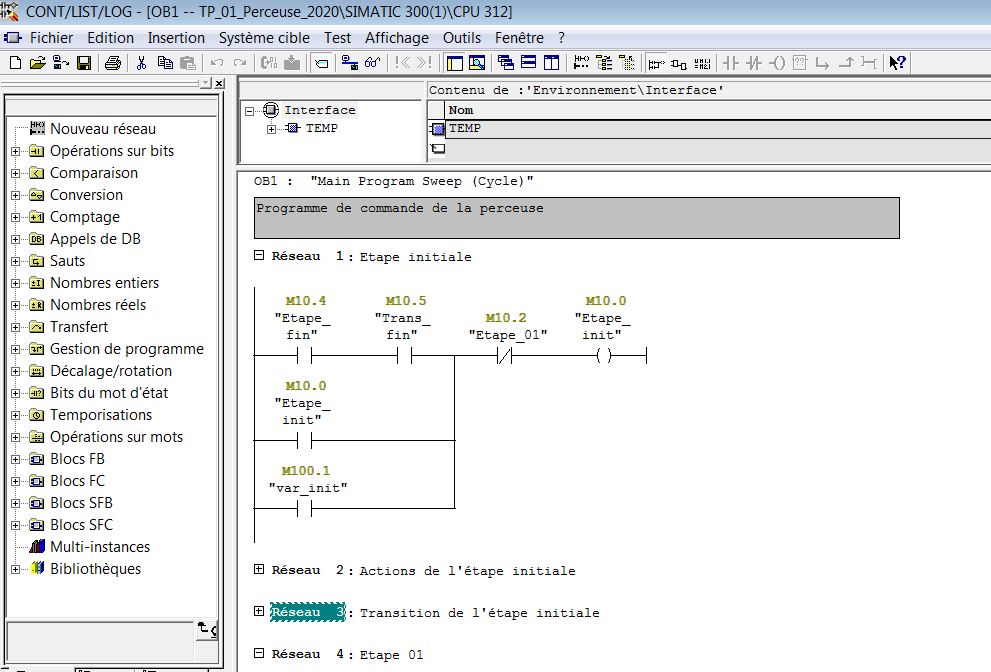 CONT/LIST/LOG - [OB1 -- TP_01_Perceuse_2020\SIMATIC 300(1)\CPU 312]
Fichier Edition Insertion Système cible Test Affichage Outils Fenêtre ?
Contenu de :'Environnement\Interface'
Interface
TEMP
Nom
TEMP
Nouveau réseau
Opérations sur bits
Comparaison
Conversion
Comptage
Appels de DB
Sauts
Nombres entiers
Nombres réels
Transfert
Gestion de programme
Décalage/rotation
Bits du mot d'état
Temporisations
Opérations sur mots
Blocs FB
Blocs FC
Blocs SFB
Blocs SFC
Multi-instances
Bibliothèques
OB1 : "Main Program Sweep (Cycle)"
Programme de commande de la perceuse
Réseau 1 : Etape initiale
M10.4 M10.5 M10.0
"Etape_ "Trans_ M10.2 "Etape_
fin" fin" "Etape_01" init"
M10.0
"Etape_
init"
M100.1
"var_init"
Réseau 2 : Actions de l'étape initiale
Réseau 3 : Transition de l'étape initiale
Réseau 4 : Etape 01